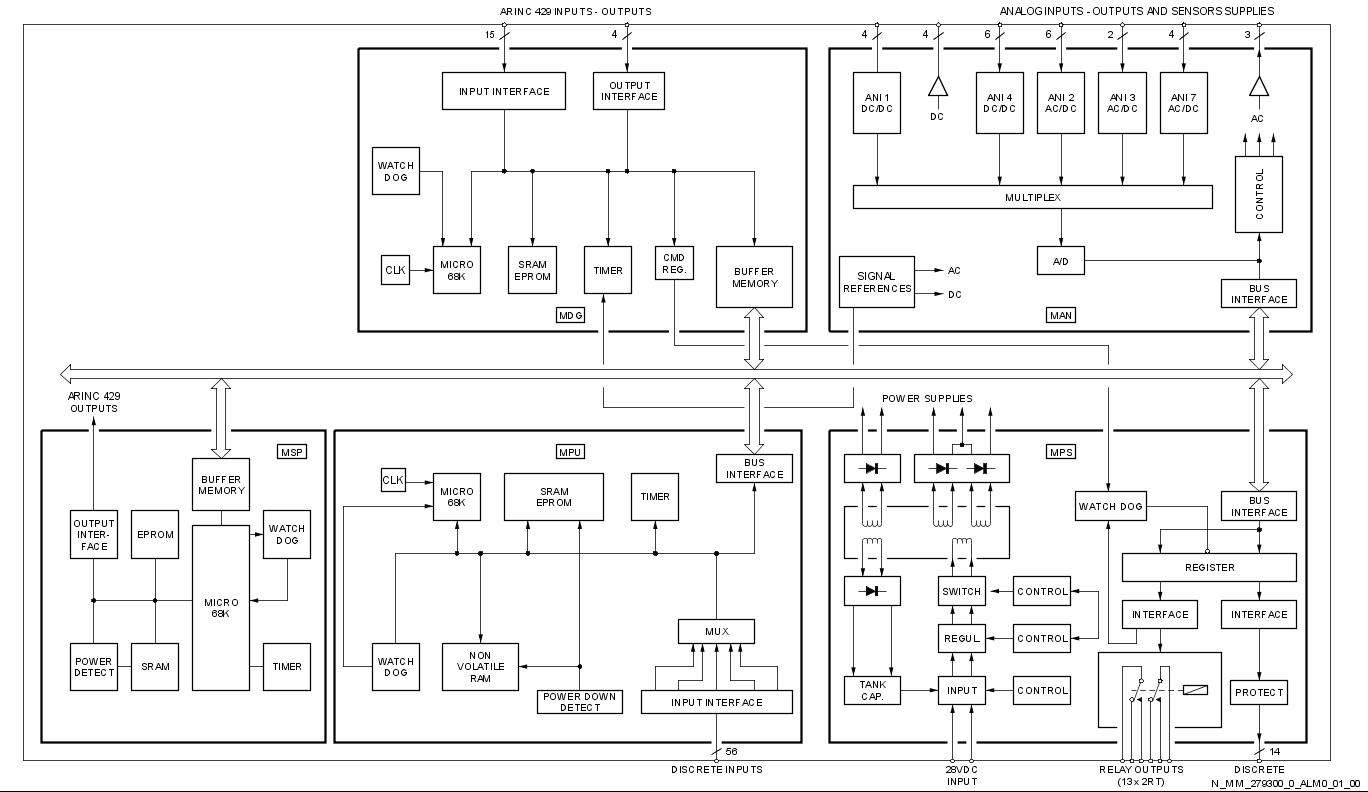 ARINC 429 INPUTS - OUTPUTS
15
4
INPUT INTERFACE
OUTPUT
INTERFACE
WATCH
DOG
CLK
MICRO
68K
SRAM
EPROM
TIMER
CMD
REG.
BUFFER
MEMORY
MDG
ANALOG INPUTS - OUTPUTS AND SENSORS SUPPLIES
4
4
6
6
2
4
3
ANI 1
DC/DC
DC
ANI 4
DC/DC
ANI 2
AC/DC
ANI 3
AC/DC
ANI 7
AC/DC
AC
MULTIPLEX
CONTROL
A/D
SIGNAL
REFERENCES
AC
DC
BUS
INTERFACE
MAN
ARINC 429
OUTPUTS
MSP
BUFFER
MEMORY
OUTPUT
INTER-
FACE
EPROM
WATCH
DOG
MICRO
68K
POWER
DETECT
SRAM
TIMER
MPU
BUS
INTERFACE
CLK
MICRO
68K
SRAM
EPROM
TIMER
MUX
WATCH
DOG
NON
VOLATILE
RAM
POWER DOWN
DETECT
INPUT INTERFACE
56
DISCRETE INPUTS
POWER SUPPLIES
MPS
WATCH DOG
BUS
INTERFACE
REGISTER
SWITCH
CONTROL
INTERFACE
INTERFACE
REGUL.
CONTROL
TANK
CAP.
INPUT
CONTROL
PROTECT
14
28VDC
INPUT
RELAY OUTPUTS
(13 x 2RT)
DISCRETE
N_MM_279300_0_ALM0_01_00